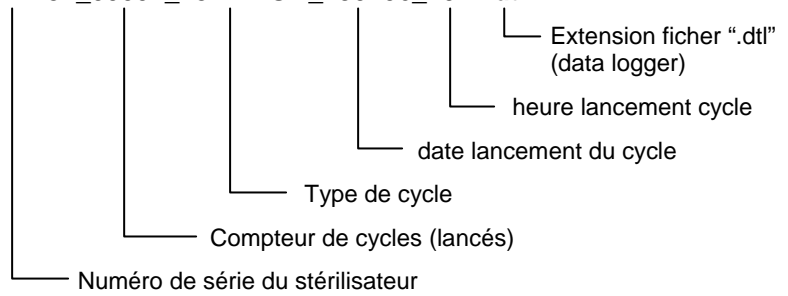 Extension ficher “.dtl”
(data logger)
heure lancement cycle
date lancement du cycle
Type de cycle
Compteur de cycles (lancés)
Numéro de série du stérilisateur